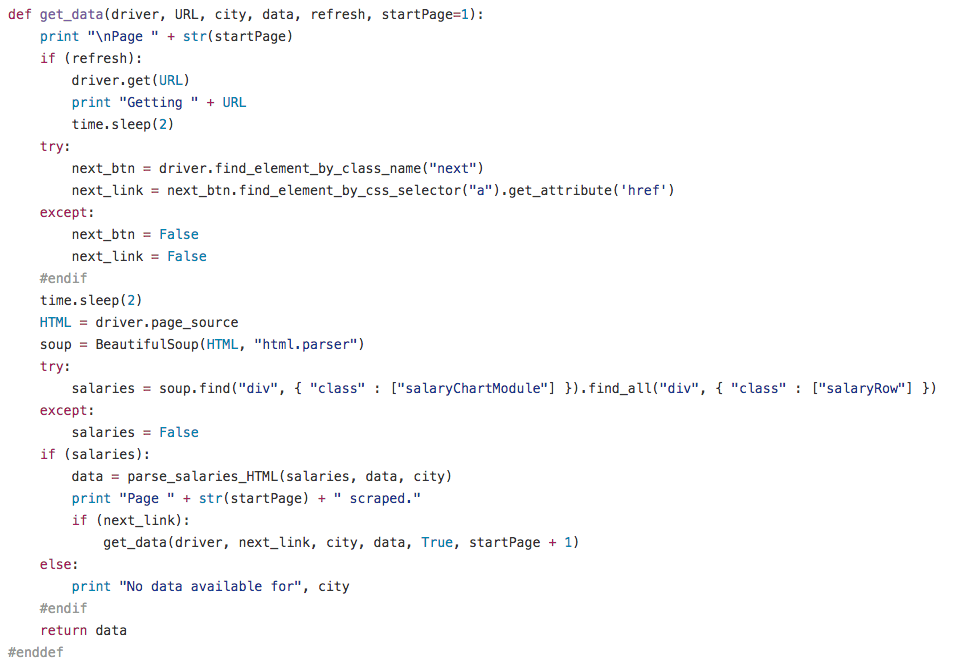 def get_data(driver, URL, city, data, refresh, startPage=1):
    print "\nPage " + str(startPage)
    if (refresh):
        driver.get(URL)
        print "Getting " + URL
        time.sleep(2)
    try:
        next_btn = driver.find_element_by_class_name("next")
        next_link = next_btn.find_element_by_css_selector("a").get_attribute('href')
    except:
        next_btn = False
        next_link = False
    #endif
    time.sleep(2)
    HTML = driver.page_source
    soup = BeautifulSoup(HTML, "html.parser")
    try:
        salaries = soup.find("div", { "class" : ["salaryChartModule"] }).find_all("div", { "class" : ["salaryRow"] })
    except:
        salaries = False
    if (salaries):
        data = parse_salaries_HTML(salaries, data, city)
        print "Page " + str(startPage) + " scraped."
        if (next_link):
            get_data(driver, next_link, city, data, True, startPage + 1)
    else:
        print "No data available for", city
    #endif
    return data
#enddef